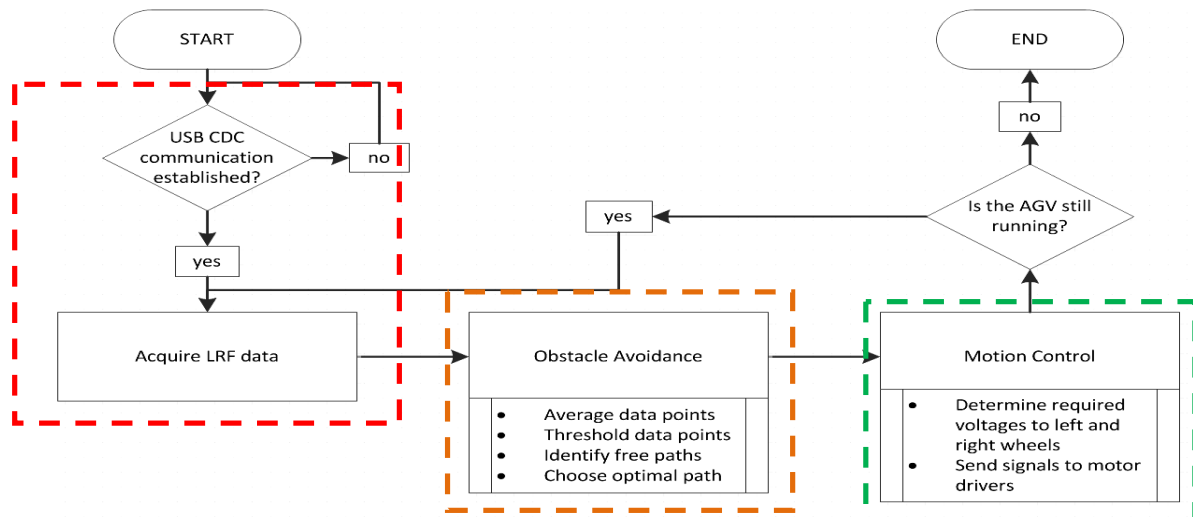 START
END
USB CDC
communication
established?
no
no
yes
Is the AGV still
running?
yes
Acquire LRF data
Obstacle Avoidance
• Average data points
• Threshold data points
• Identify free paths
• Choose optimal path
Motion Control
• Determine required
voltages to left and
right wheels
• Send signals to motor
drivers